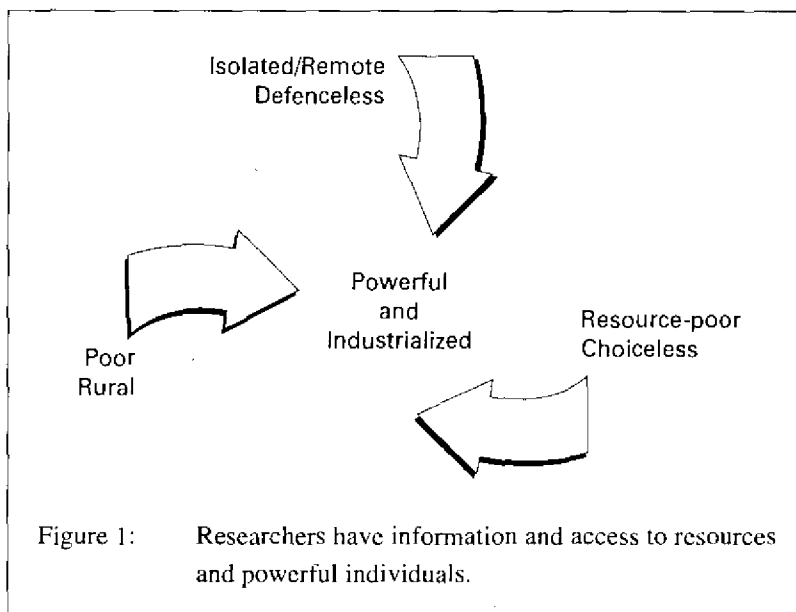 Isolated/Remote
Defenceless
Powerful
and
Industrialized
Resource-poor
Choiceless
Poor
Rural
Figure 1: Researchers have information and access to resources
and powerful individuals.